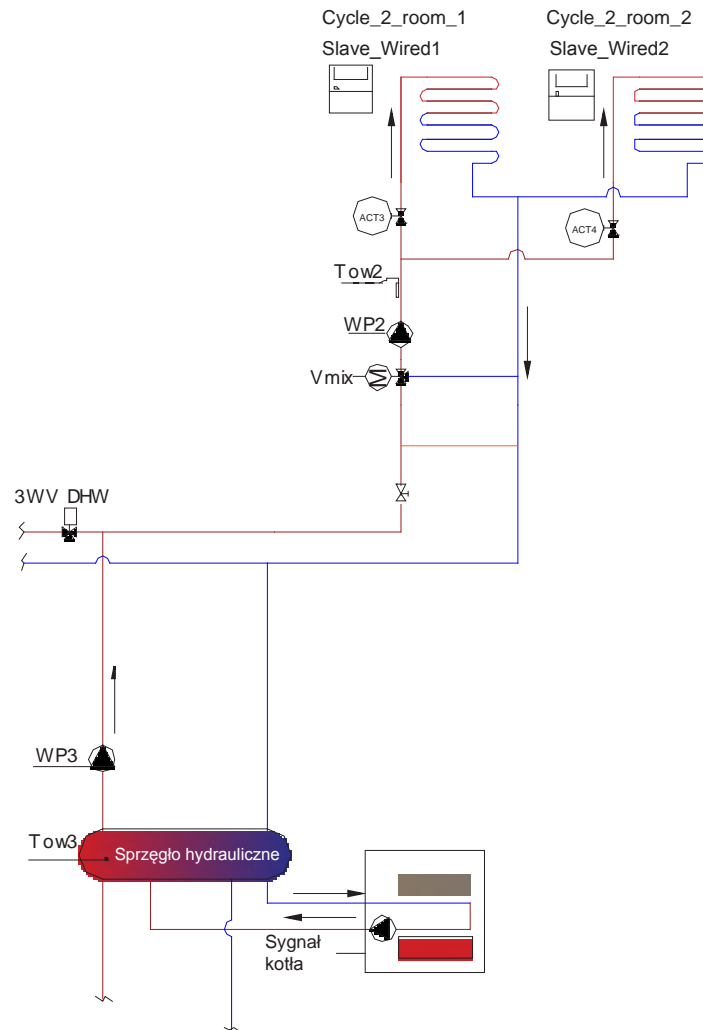 Cycle_2_room_1
Cycle_2_room_2
Slave_Wired1
Slave_Wired2
ACT3
ACT4
Tow2
WP2
Vmix
M
3WV DHW
WP3
Tow3
Sprzęgło hydrauliczne
Sygnał
kotła